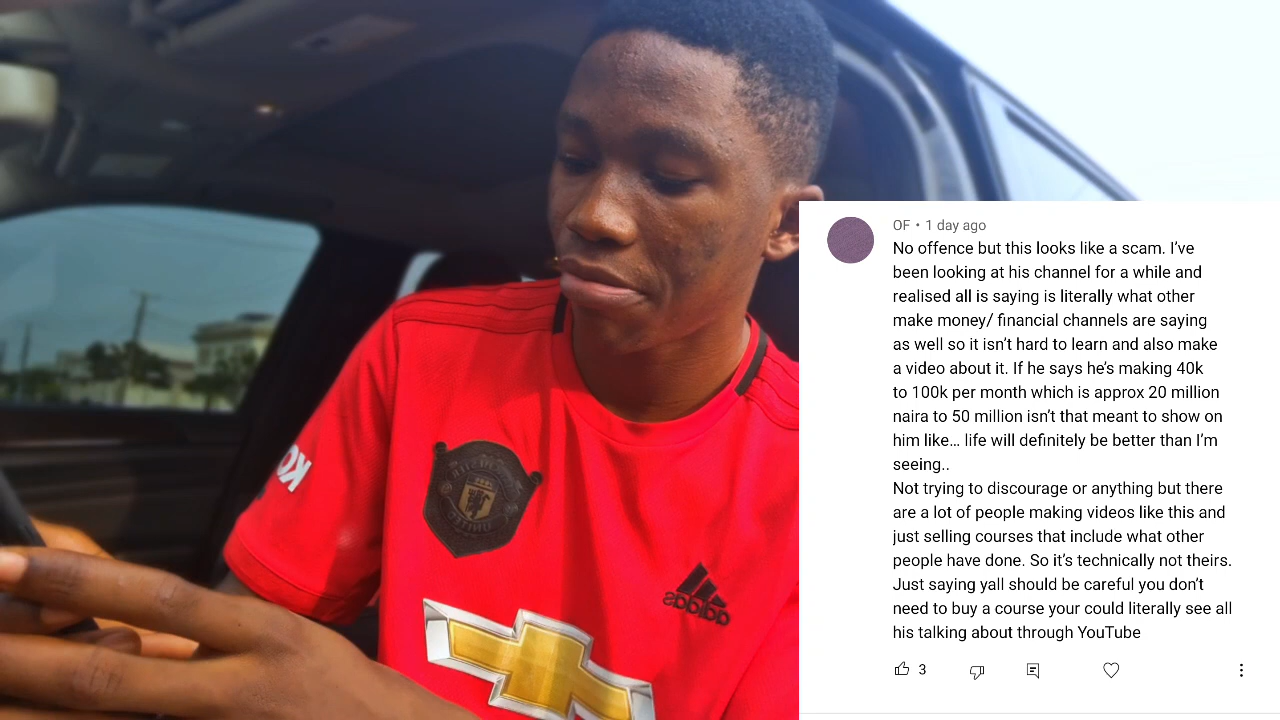 OF • 1 day ago
No offence but this looks like a scam. I’ve
been looking at his channel for a while and
realised all is saying is literally what other
make money/ financial channels are saying
as well so it isn’t hard to learn and also make
a video about it. If he says he’s making 40k
to 100k per month which is approx 20 million
naira to 50 million isn’t that meant to show on
him like… life will definitely be better than I’m
seeing..
Not trying to discourage or anything but there
are a lot of people making videos like this and
just selling courses that include what other
people have done. So it’s technically not theirs.
Just saying yall should be careful you don’t
need to buy a course your could literally see all
his talking about through YouTube
3
KO
UNITED
adidas